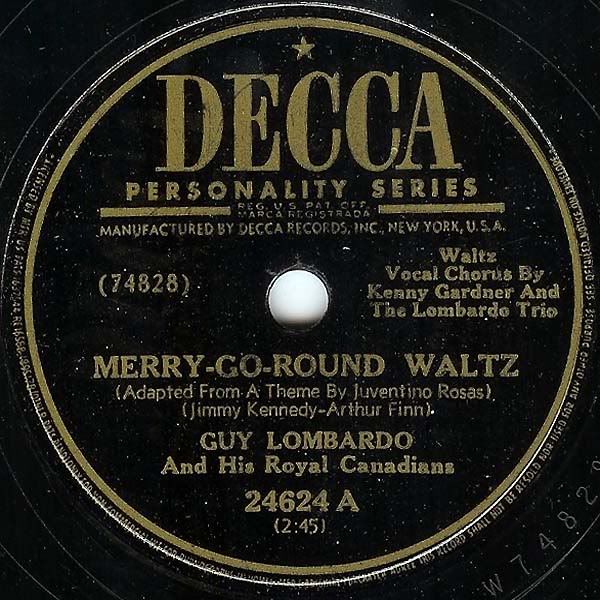 DECCA
PERSONALITY SERIES
REG. U.S. PAT. OFF.
MARCA REGISTRADA
MANUFACTURED BY DECCA RECORDS, INC., NEW YORK, U.S.A.
(74828)
Waltz
Vocal Chorus By
Kenny Gardner And
The Lombardo Trio
MERRY-GO-ROUND WALTZ
(Adapted From A Theme By Juventino Rosas)
(Jimmy Kennedy-Arthur Finn)
GUY LOMBARDO
And His Royal Canadians
24624 A
(2:45)
W 7482